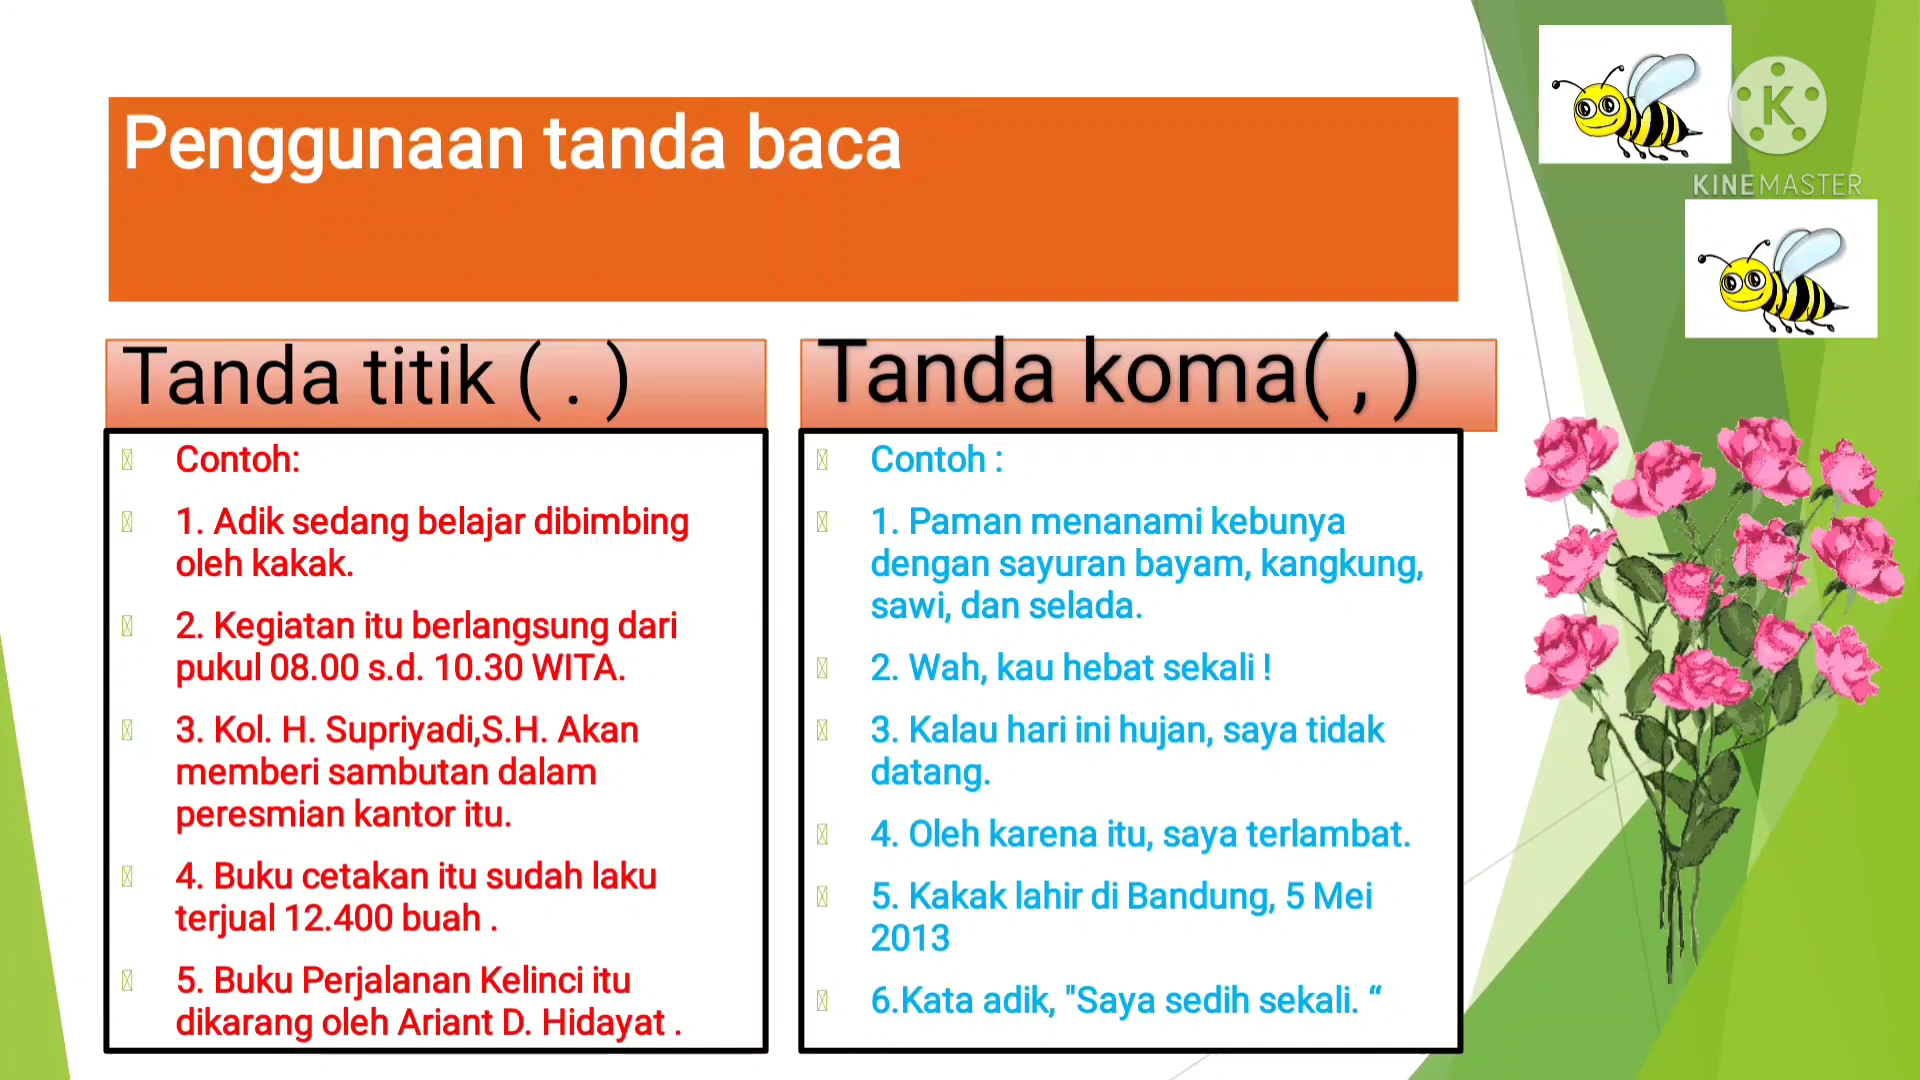 Penggunaan tanda baca
K
KINEMASTER
Tanda titik ( . )
Contoh:
1. Adik sedang belajar dibimbing
oleh kakak.
2. Kegiatan itu berlangsung dari
pukul 08.00 s.d. 10.30 WITA.
3. Kol. H. Supriyadi,S.H. Akan
memberi sambutan dalam
peresmian kantor itu.
4. Buku cetakan itu sudah laku
terjual 12.400 buah .
5. Buku Perjalanan Kelinci itu
dikarang oleh Ariant D. Hidayat .
Tanda koma( , )
Contoh :
1. Paman menanami kebunya
dengan sayuran bayam, kangkung,
sawi, dan selada.
2. Wah, kau hebat sekali !
3. Kalau hari ini hujan, saya tidak
datang.
4. Oleh karena itu, saya terlambat.
5. Kakak lahir di Bandung, 5 Mei
2013
6.Kata adik, "Saya sedih sekali. “